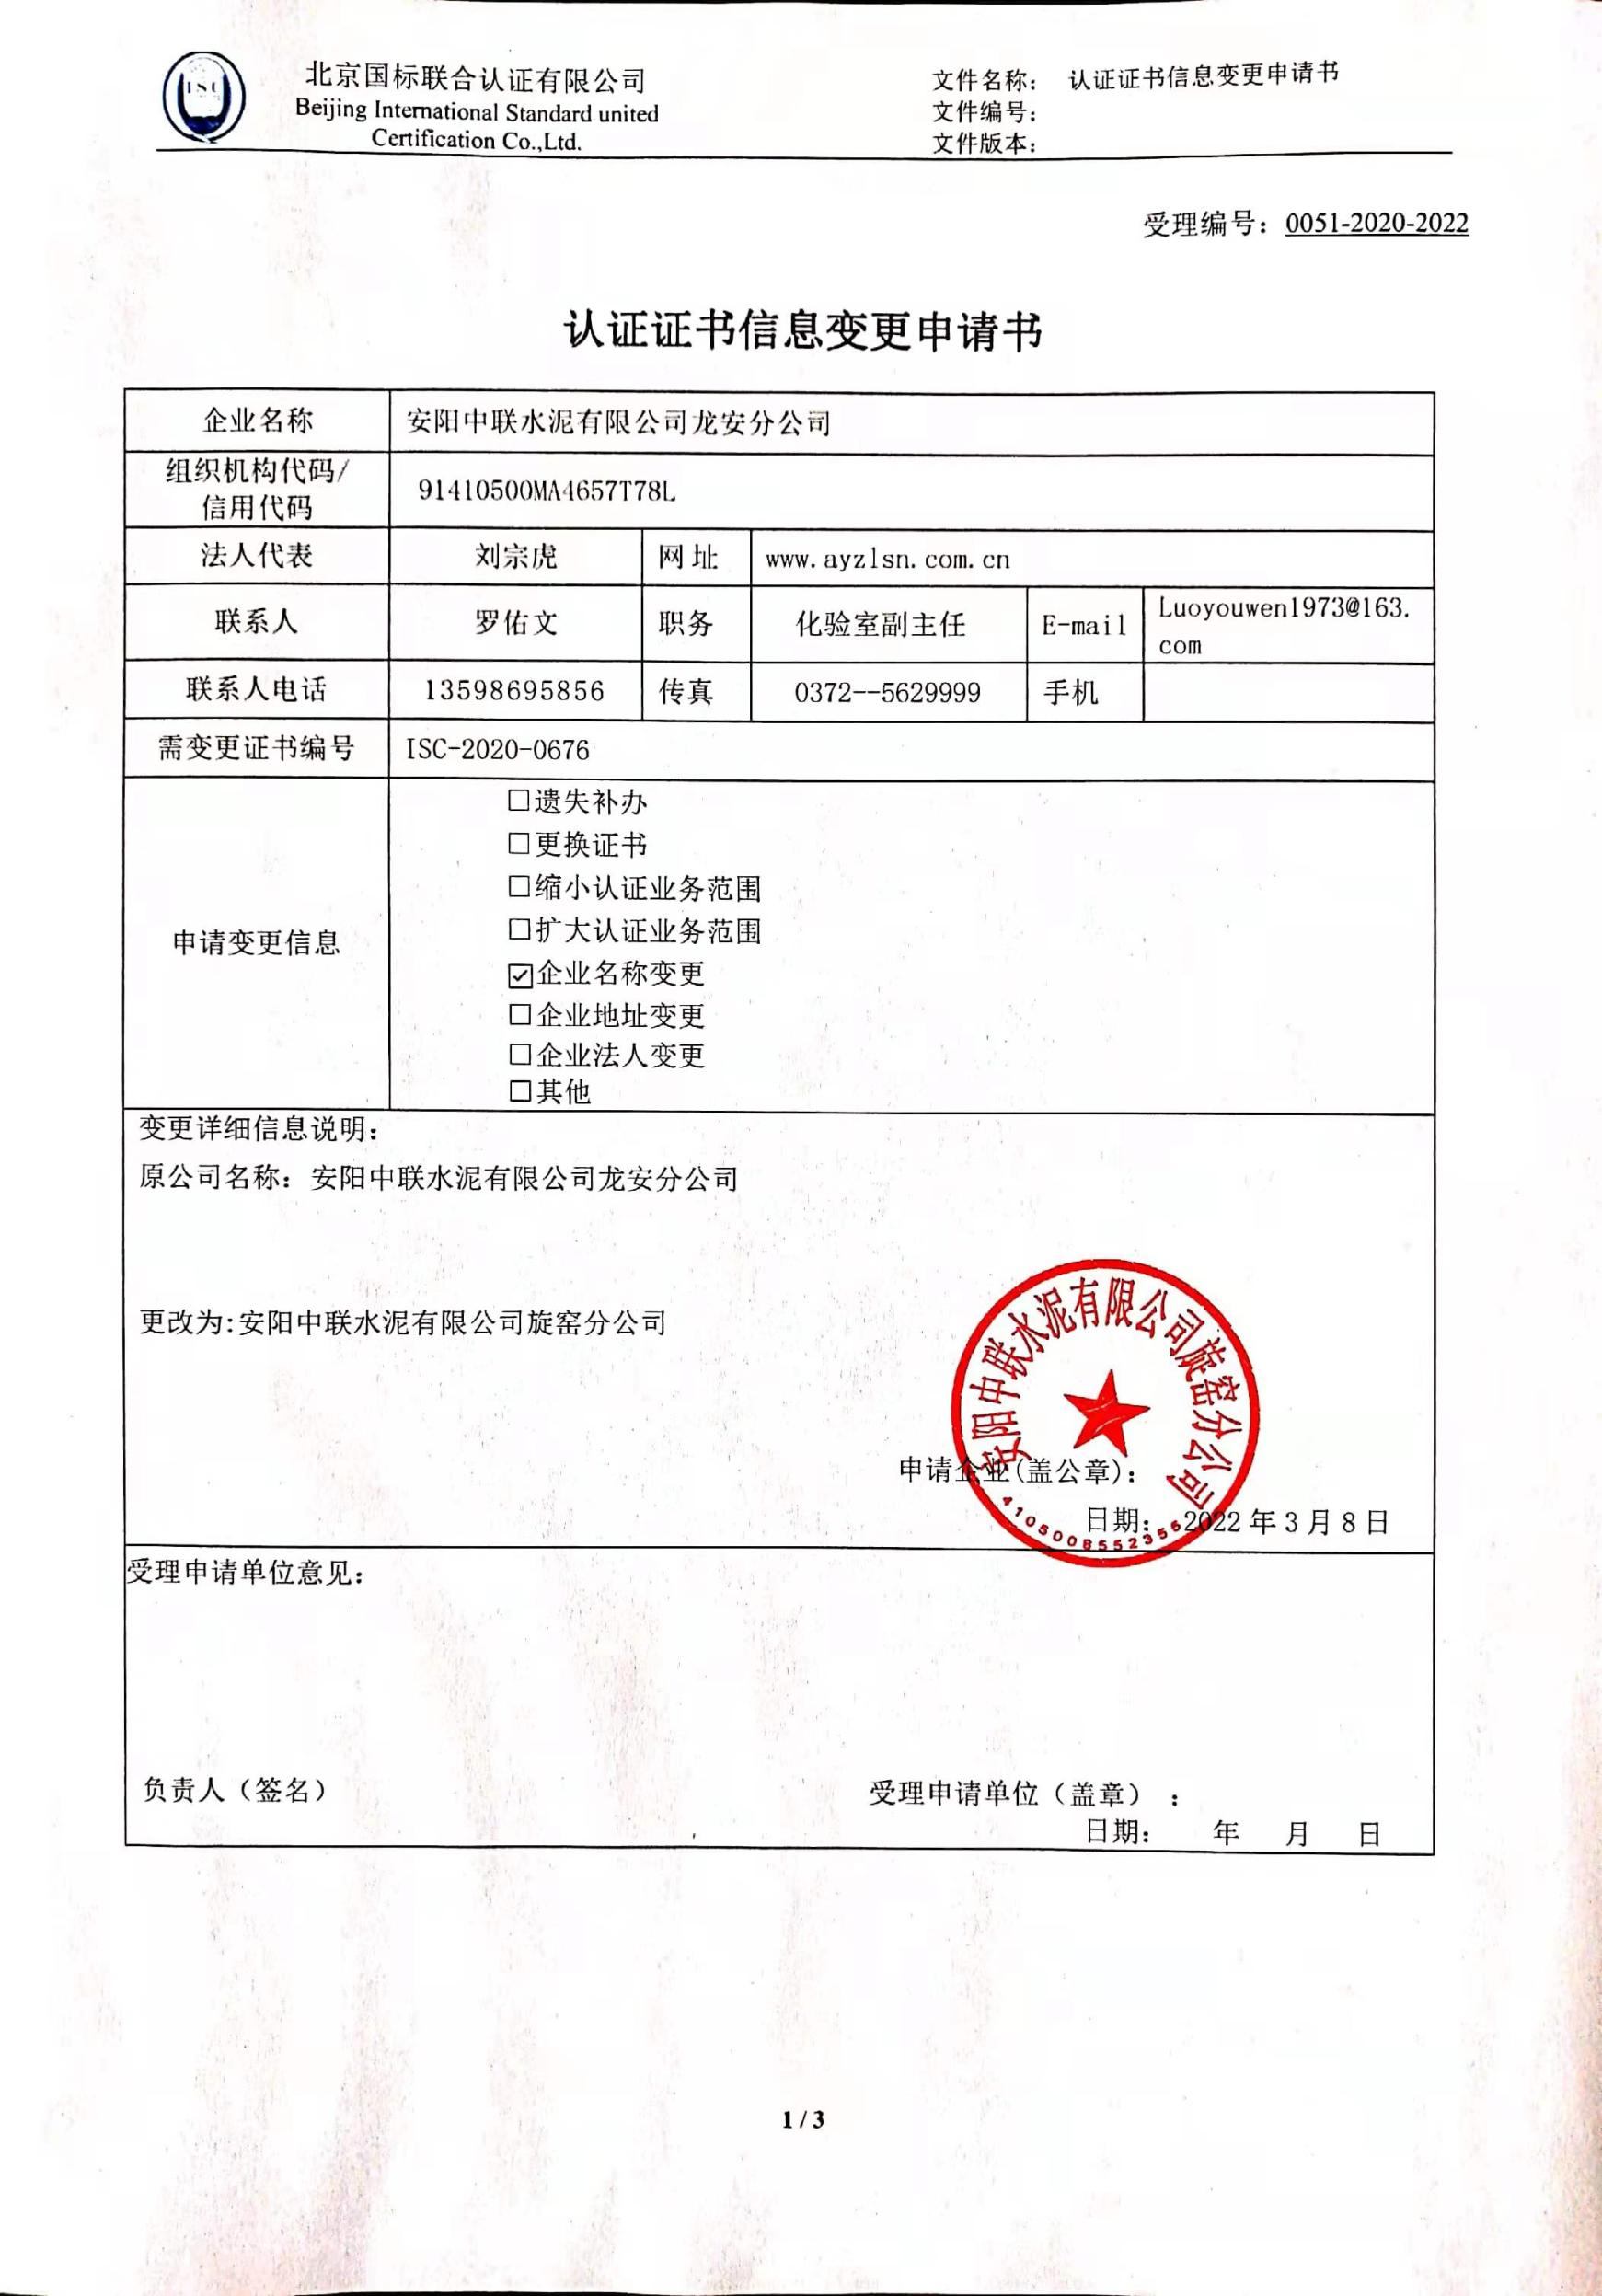 ISC
北京国标联合认证有限公司
Beijing International Standard united
Certification Co.,Ltd.
文件名称: 认证证书信息变更申请书
文件编号:
文件版本:
受理编号: 0051-2020-2022
认证证书信息变更申请书
企业名称 安阳中联水泥有限公司龙安分公司
组织机构代码/
信用代码
91410500MA4657T78L
法人代表 刘宗虎 网址 www.ayzlsn.com.cn
联系人 罗佑文 职务 化验室副主任 E-mail Luoyouwen1973@163.
com
联系人电话 13598695856 传真 0372--5629999 手机
需变更证书编号 ISC-2020-0676
申请变更信息
□遗失补办
□更换证书
□缩小认证业务范围
□扩大认证业务范围
☑企业名称变更
□企业地址变更
□企业法人变更
□其他
变更详细信息说明:
原公司名称: 安阳中联水泥有限公司龙安分公司
更改为:安阳中联水泥有限公司旋窑分公司
安阳中联水泥有限公司旋窑分公司
4105008552355
申请企业(盖公章):
日期: 2022年3月8日
受理申请单位意见:
负责人(签名)
受理申请单位(盖章) :
日期: 年 月 日
1 / 3